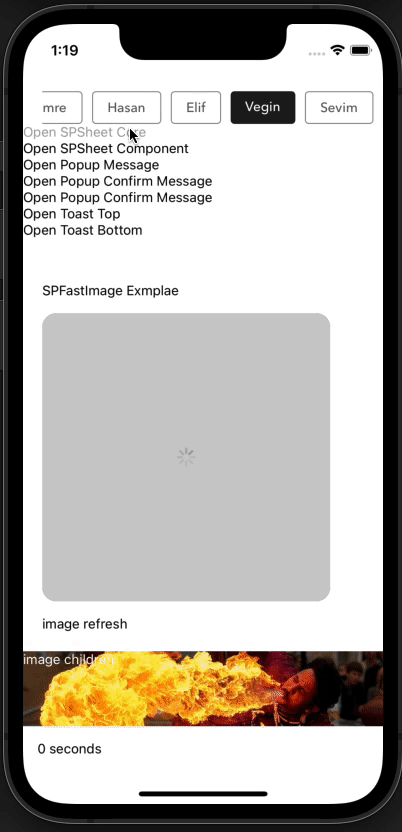 1:19
mre Hasan Elif Vegin Sevim
Open SPSheet Core
Open SPSheet Component
Open Popup Message
Open Popup Confirm Message
Open Popup Confirm Message
Open Toast Top
Open Toast Bottom
SPFastImage Exmplae
image refresh
image children
0 seconds